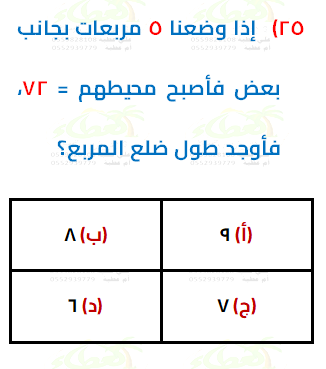 ٢٥) إذا وضعنا ٥ مربعات بجانب
بعض فأصبح محيطهم = ٧٢،
فأوجد طول ضلع المربع؟
(أ) ٩
(ب) ٨
(ج) ٧
(د) ٦